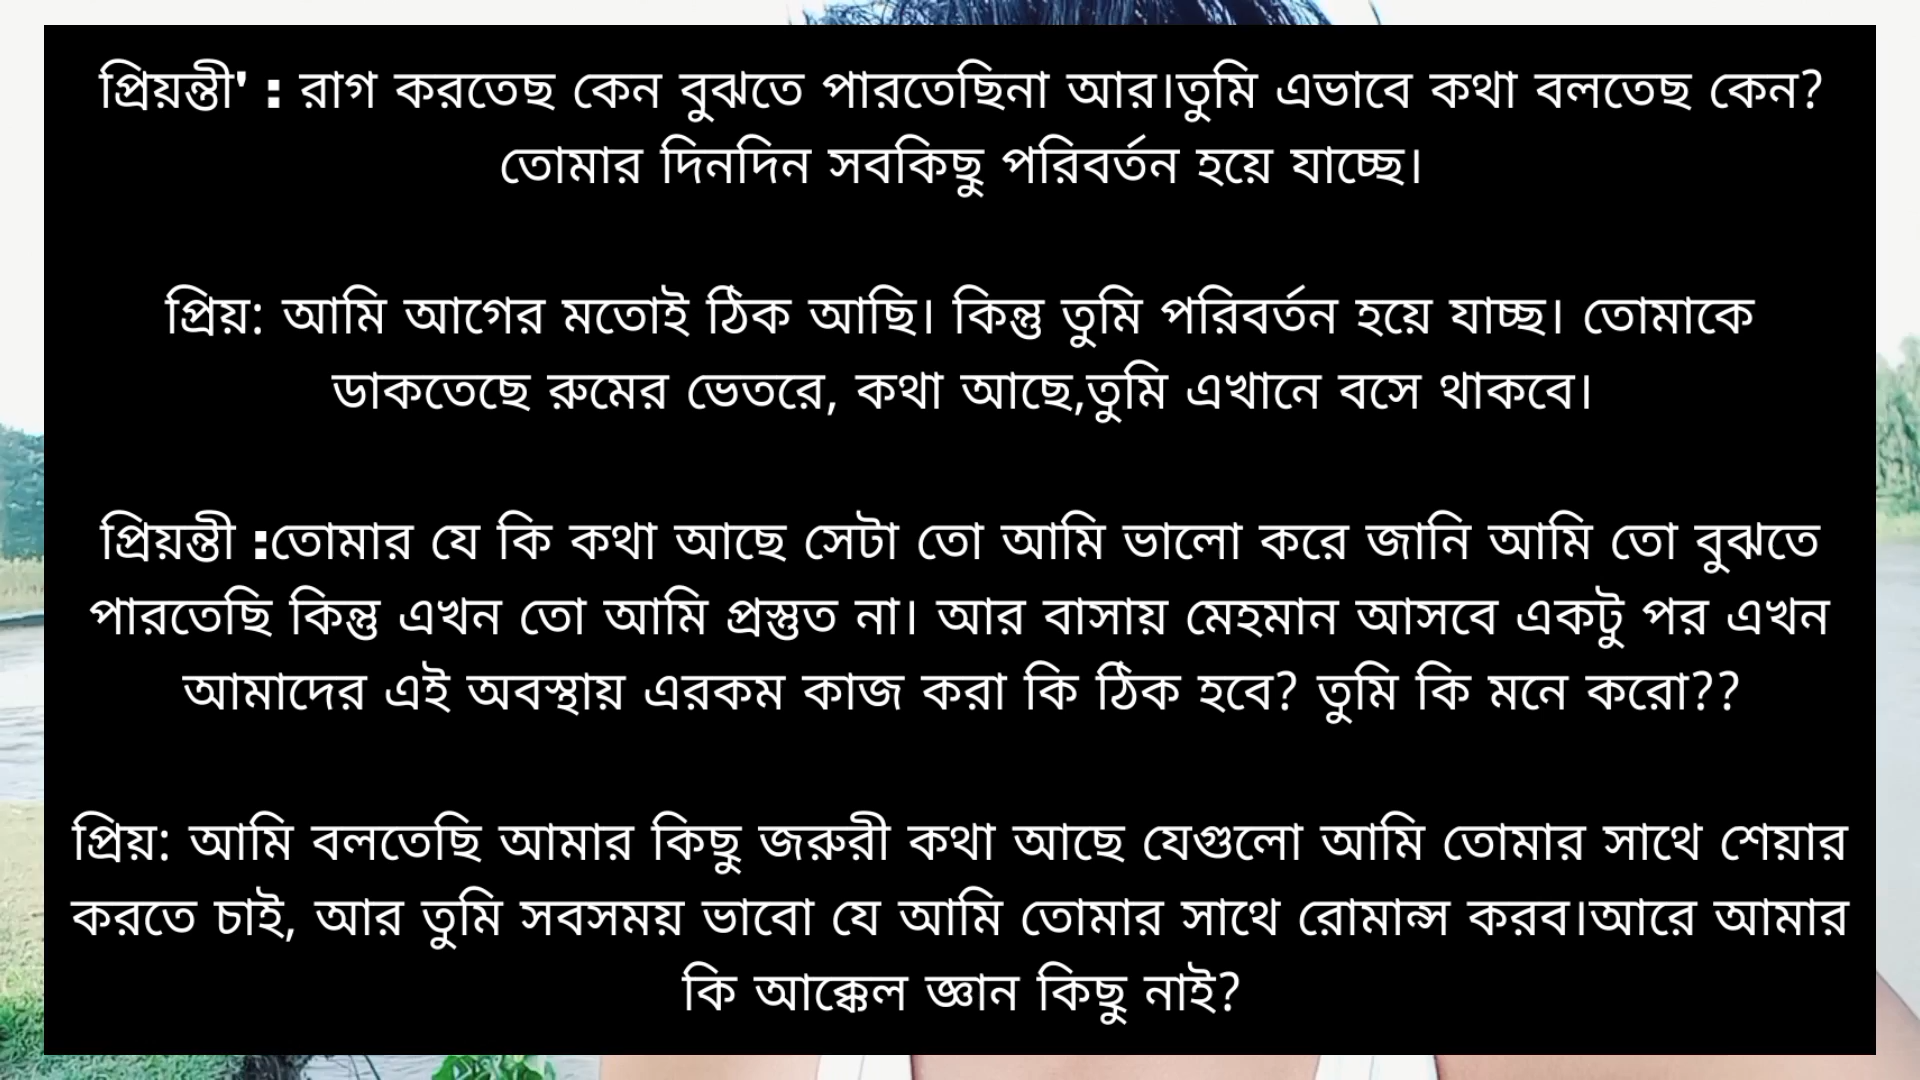 প্রিয়ন্তী' : রাগ করতেছ কেন বুঝতে পারতেছিনা আর।তুমি এভাবে কথা বলতেছ কেন?
তোমার দিনদিন সবকিছু পরিবর্তন হয়ে যাচ্ছে।
প্রিয়: আমি আগের মতোই ঠিক আছি। কিন্তু তুমি পরিবর্তন হয়ে যাচ্ছ। তোমাকে
ডাকতেছে রুমের ভেতরে, কথা আছে,তুমি এখানে বসে থাকবে।
প্রিয়ন্তী :তোমার যে কি কথা আছে সেটা তো আমি ভালো করে জানি আমি তো বুঝতে
পারতেছি কিন্তু এখন তো আমি প্রস্তুত না। আর বাসায় মেহমান আসবে একটু পর এখন
আমাদের এই অবস্থায় এরকম কাজ করা কি ঠিক হবে? তুমি কি মনে করো??
প্রিয়: আমি বলতেছি আমার কিছু জরুরী কথা আছে যেগুলো আমি তোমার সাথে শেয়ার
করতে চাই, আর তুমি সবসময় ভাবো যে আমি তোমার সাথে রোমান্স করব।আরে আমার
কি আক্কেল জ্ঞান কিছু নাই?